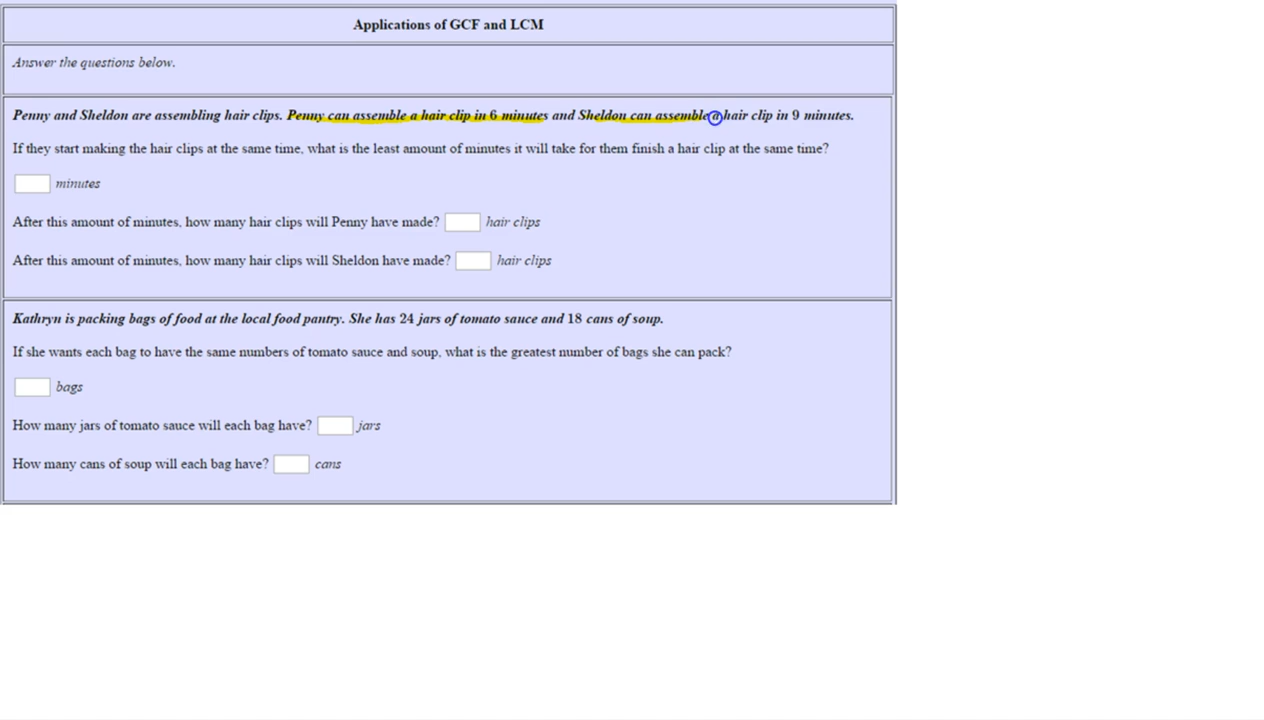 Applications of GCF and LCM
Answer the questions below.
Penny and Sheldon are assembling hair clips. Penny can assemble a hair clip in 6 minutes and Sheldon can assemble a hair clip in 9 minutes.
If they start making the hair clips at the same time, what is the least amount of minutes it will take for them finish a hair clip at the same time?
minutes
After this amount of minutes, how many hair clips will Penny have made? hair clips
After this amount of minutes, how many hair clips will Sheldon have made? hair clips
Kathryn is packing bags of food at the local food pantry. She has 24 jars of tomato sauce and 18 cans of soup.
If she wants each bag to have the same numbers of tomato sauce and soup, what is the greatest number of bags she can pack?
bags
How many jars of tomato sauce will each bag have? jars
How many cans of soup will each bag have? cans